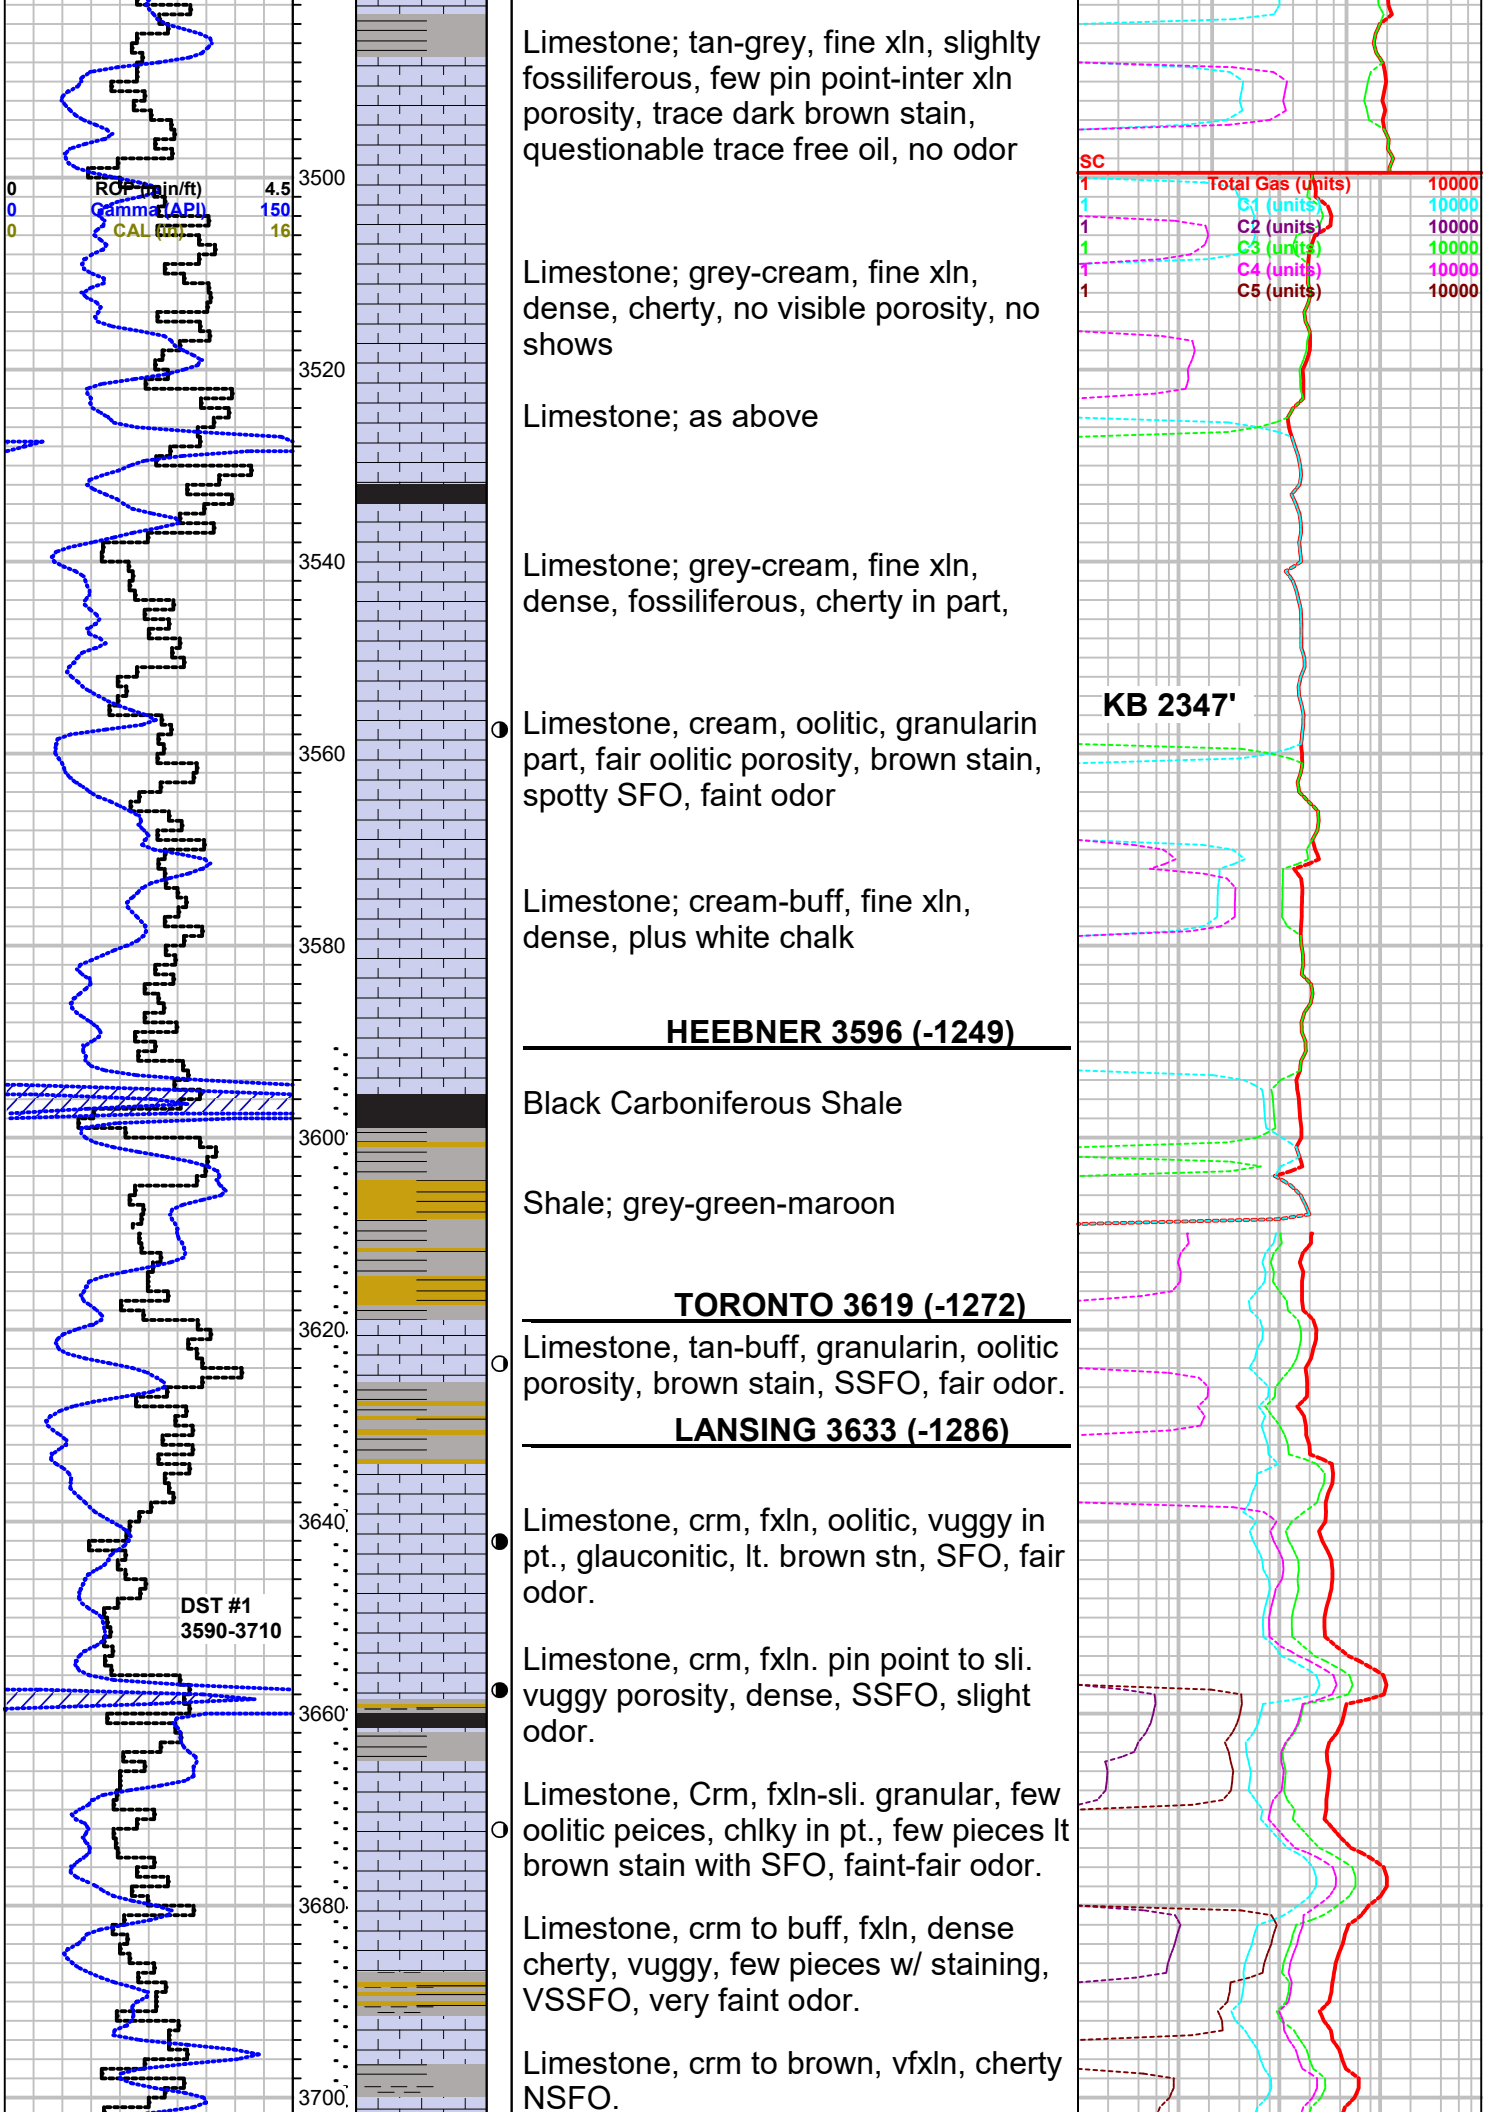 Limestone; tan-grey, fine xln, slighlty
fossiliferous, few pin point-inter xln
porosity, trace dark brown stain,
questionable trace free oil, no odor
SC
3500
0 ROP (min/ft) 4.5
0 Gamma (API) 150
0 CAL (in) 16
1 Total Gas (units) 10000
1 C1 (units) 10000
1 C2 (units) 10000
1 C3 (units) 10000
1 C4 (units) 10000
1 C5 (units) 10000
Limestone; grey-cream, fine xln,
dense, cherty, no visible porosity, no
shows
3520
Limestone; as above
3540
Limestone; grey-cream, fine xln,
dense, fossiliferous, cherty in part,
KB 2347'
Limestone, cream, oolitic, granularin
part, fair oolitic porosity, brown stain,
spotty SFO, faint odor
3560
Limestone; cream-buff, fine xln,
dense, plus white chalk
3580
HEEBNER 3596 (-1249)
Black Carboniferous Shale
3600
Shale; grey-green-maroon
TORONTO 3619 (-1272)
3620
Limestone, tan-buff, granularin, oolitic
porosity, brown stain, SSFO, fair odor.
LANSING 3633 (-1286)
3640
Limestone, crm, fxln, oolitic, vuggy in
pt., glauconitic, lt. brown stn, SFO, fair
odor.
DST #1
3590-3710
Limestone, crm, fxln. pin point to sli.
vuggy porosity, dense, SSFO, slight
odor.
3660
Limestone, Crm, fxln-sli. granular, few
oolitic peices, chlky in pt., few pieces lt
brown stain with SFO, faint-fair odor.
3680
Limestone, crm to buff, fxln, dense
cherty, vuggy, few pieces w/ staining,
VSSFO, very faint odor.
Limestone, crm to brown, vfxln, cherty
NSFO.
3700